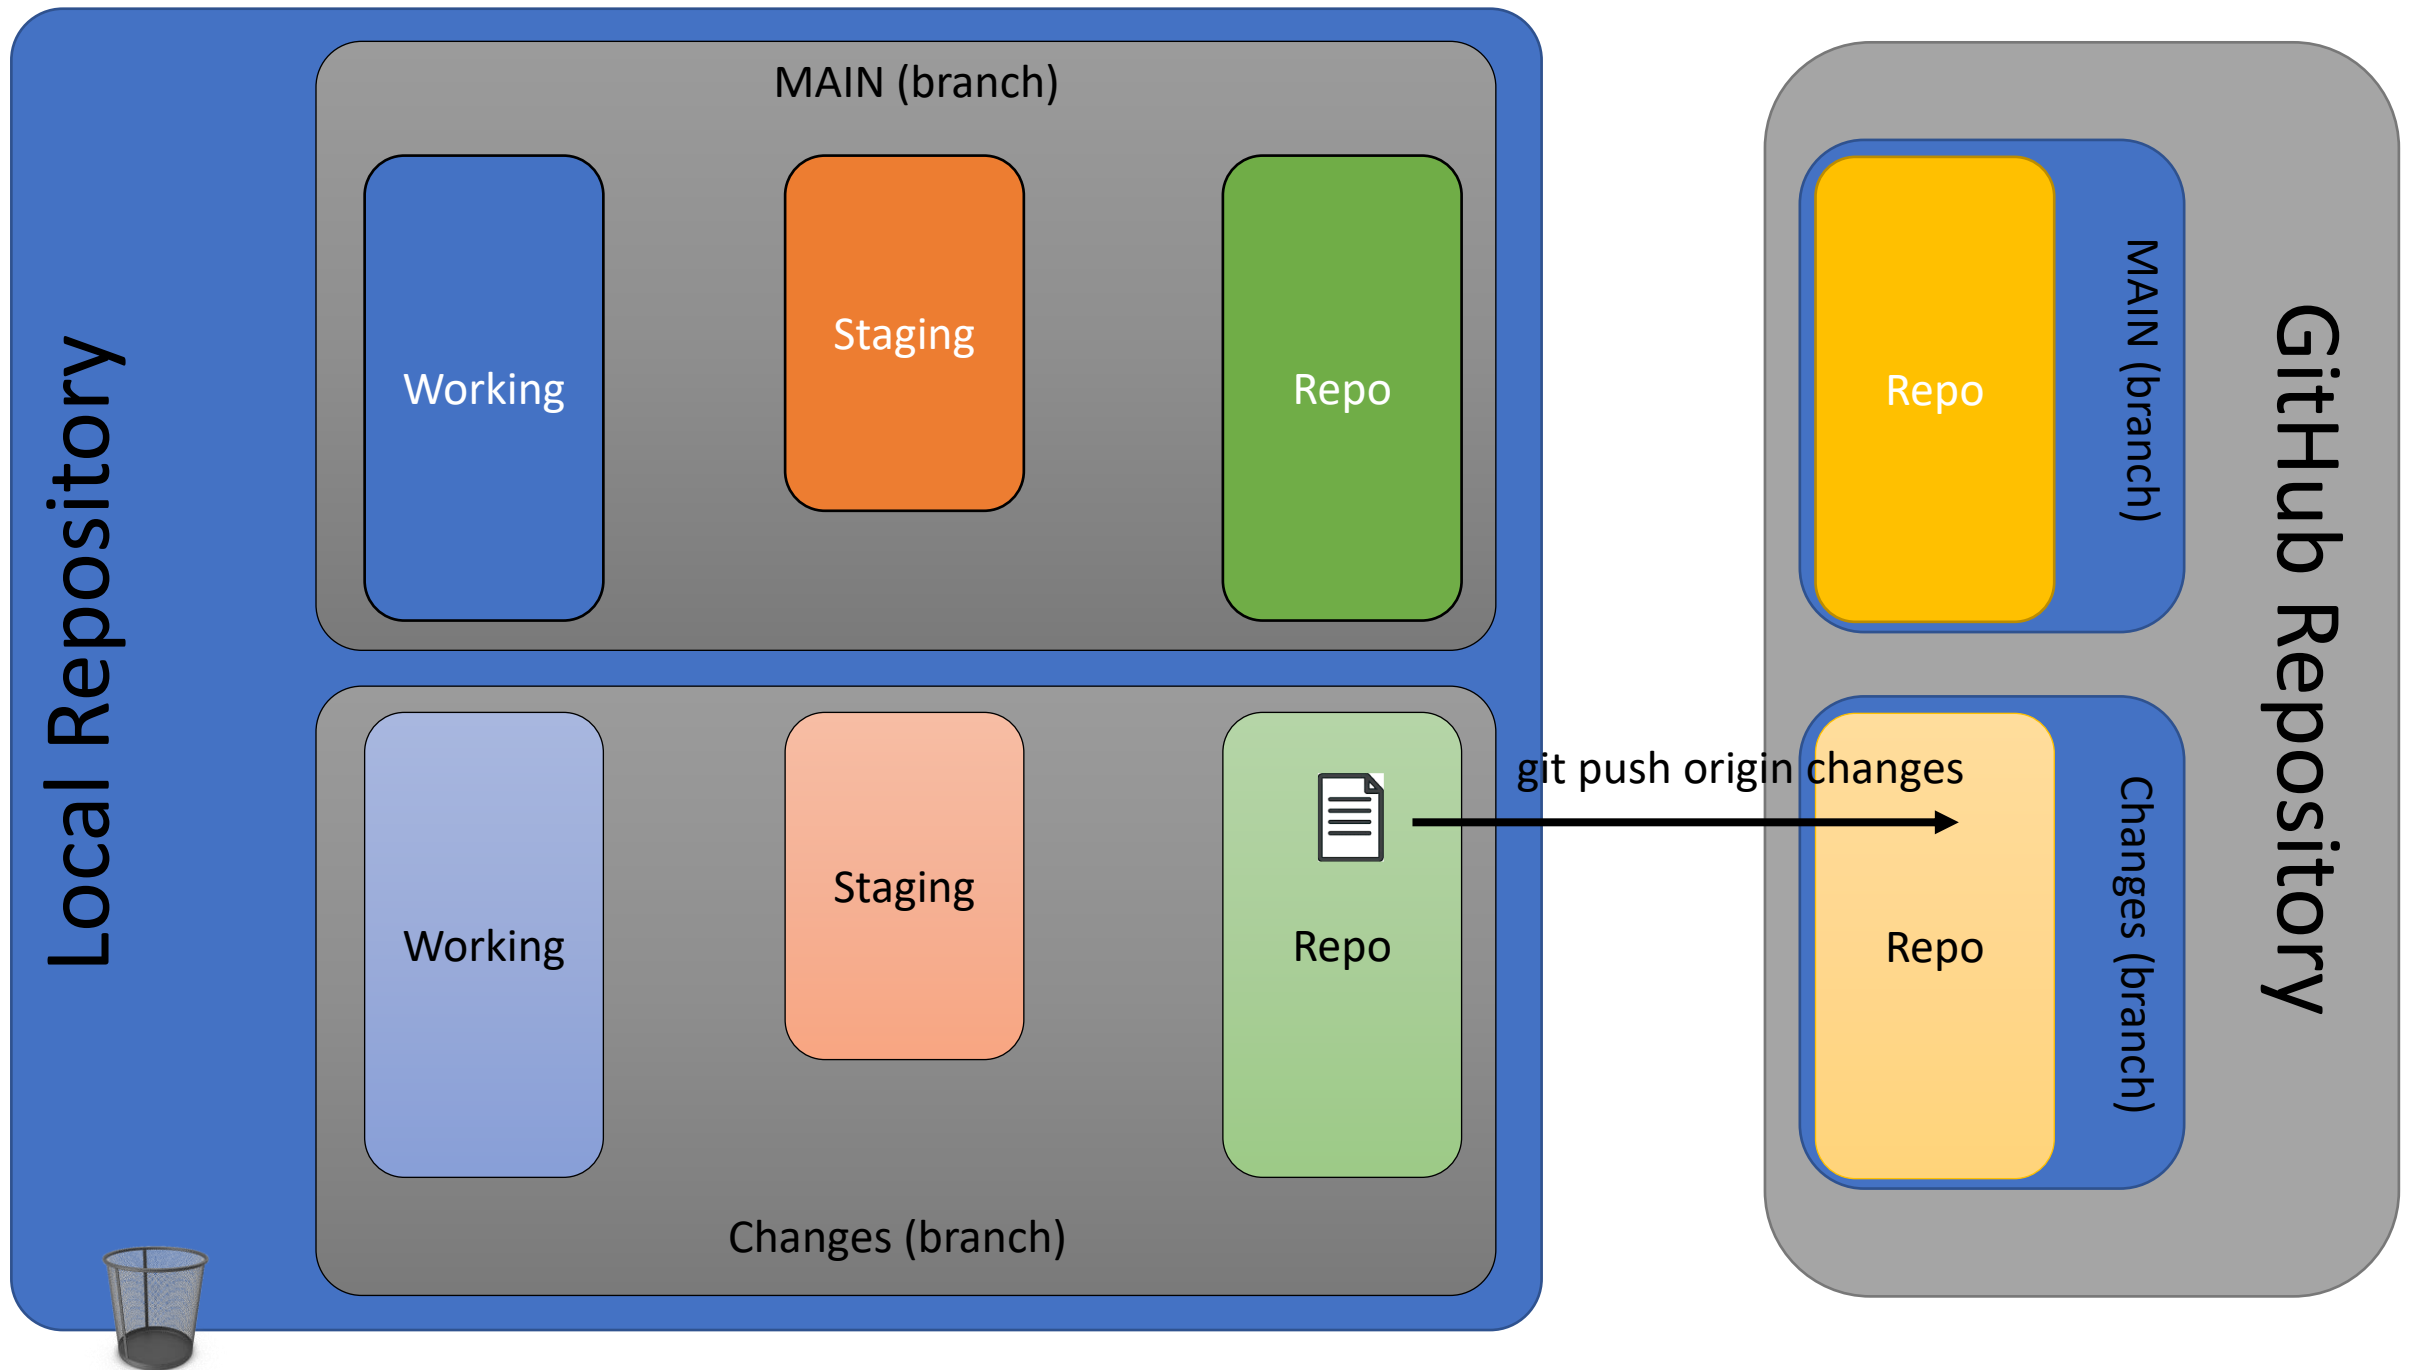 Local Repository
MAIN (branch)
Working
Staging
Repo
Working
Staging
Repo
Changes (branch)
git push origin changes
Repo
MAIN (branch)
Repo
Changes (branch)
GitHub Repository